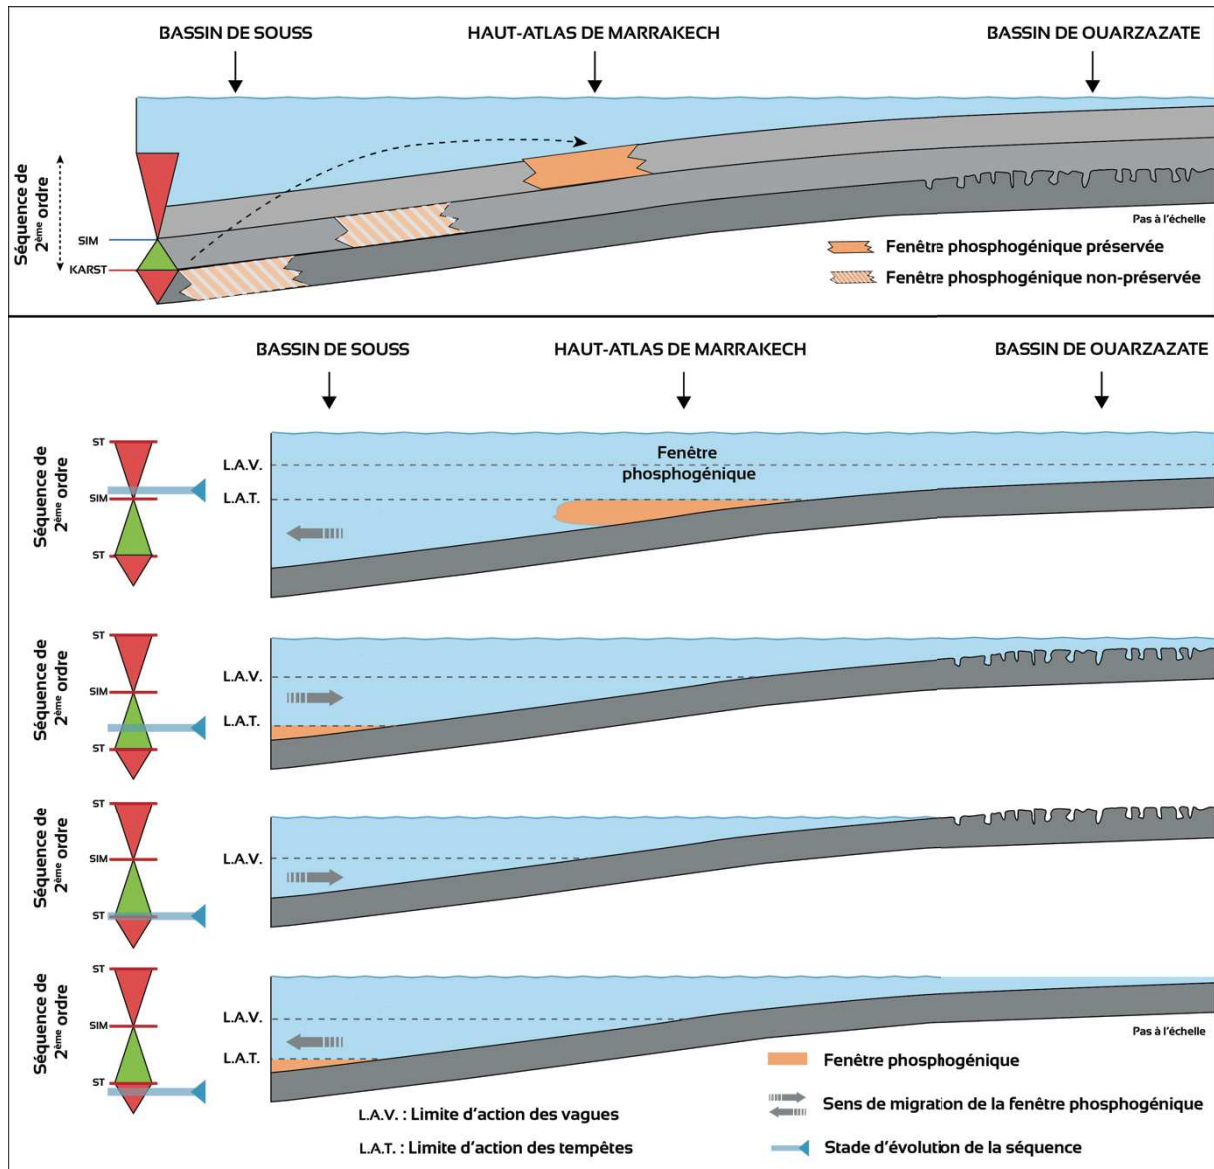 BASSIN DE SOUSS
HAUT-ATLAS DE MARRAKECH
BASSIN DE OUARZAZATE
Séquence de
2ème ordre
SIM
KARST
Pas à l'échelle
Fenêtre phosphogénique préservée
Fenêtre phosphogénique non-préservée
BASSIN DE SOUSS
HAUT-ATLAS DE MARRAKECH
BASSIN DE OUARZAZATE
Séquence de
2ème ordre
ST
SIM
ST
L.A.V.
L.A.T.
Fenêtre
phosphogénique
Séquence de
2ème ordre
ST
SIM
ST
L.A.V.
L.A.T.
Séquence de
2ème ordre
ST
SIM
ST
L.A.V.
Séquence de
2ème ordre
ST
SIM
ST
L.A.V.
L.A.T.
Pas à l'échelle
Fenêtre phosphogénique
Sens de migration de la fenêtre phosphogénique
Stade d'évolution de la séquence
L.A.V. : Limite d'action des vagues
L.A.T. : Limite d'action des tempêtes